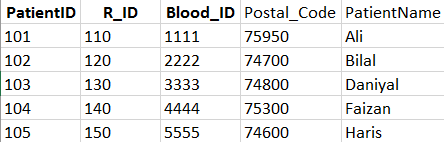 PatientID R_ID Blood_ID Postal_Code PatientName
101 110 1111 75950 Ali
102 120 2222 74700 Bilal
103 130 3333 74800 Daniyal
104 140 4444 75300 Faizan
105 150 5555 74600 Haris